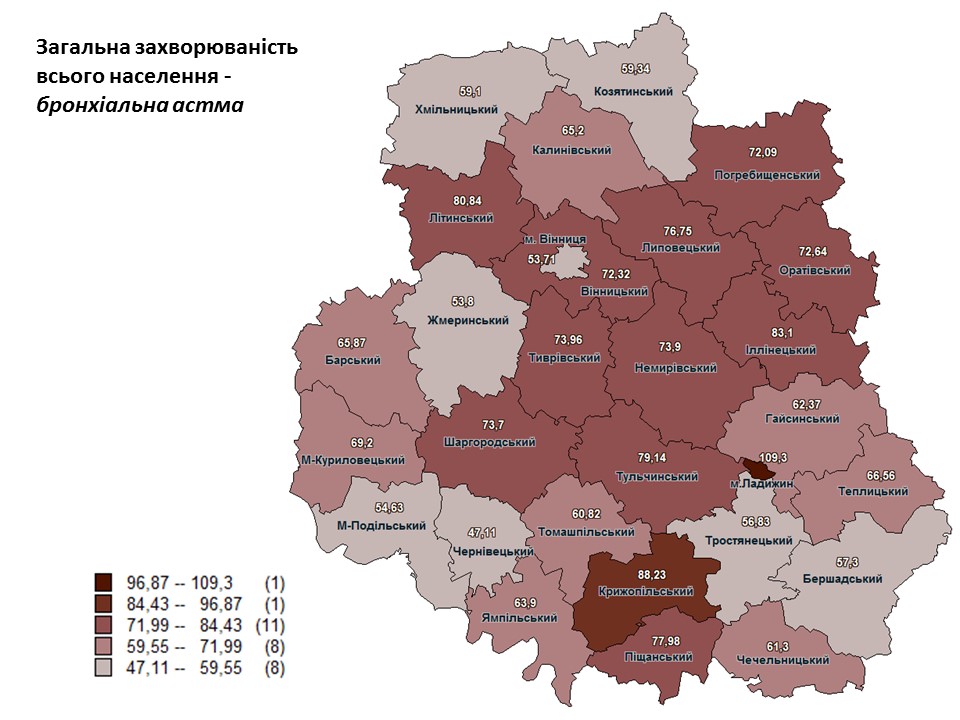 Загальна захворюваність
всього населення -
бронхіальна астма
59,34
Козятинський
59,1
Хмільницький
65,2
Калинівський
72,09
Погребищенський
80,84
Літинський
76,75
Липовецький
м. Вінниця
53,71
72,32
Вінницький
72,64
Оратівський
53,8
Жмеринський
65,87
Барський
73,96
Тиврівський
73,9
Немирівський
83,1
Іллінецький
62,37
Гайсинський
73,7
Шаргородський
69,2
М-Куриловецький
79,14
Тульчинський
109,3
м.Ладижин
66,56
Теплицький
54,63
М-Подільський
47,11
Чернівецький
60,82
Томашпільський
56,83
Тростянецький
57,3
Бершадський
88,23
Крижопільський
63,9
Ямпільський
77,98
Піщанський
61,3
Чечельницький
96,87 -- 109,3 (1)
84,43 -- 96,87 (1)
71,99 -- 84,43 (11)
59,55 -- 71,99 (8)
47,11 -- 59,55 (8)